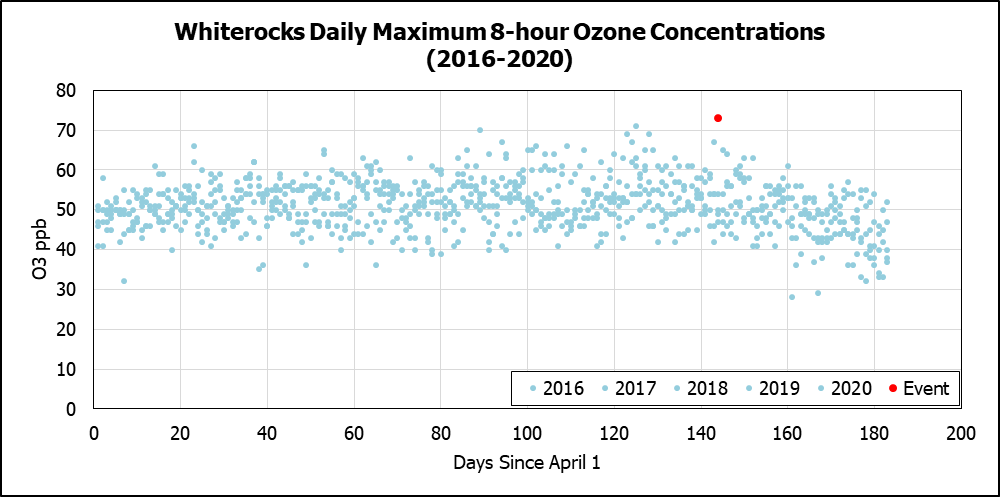 Whiterocks Daily Maximum 8-hour Ozone Concentrations
(2016-2020)
80
70
60
50
40
30
20
10
0
O3 ppb
2016 2017 2018 2019 2020 Event
0 20 40 60 80 100 120 140 160 180 200
Days Since April 1